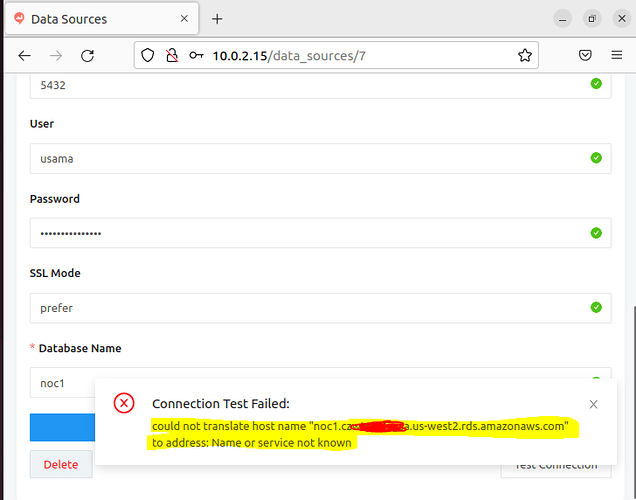 Data Sources
10.0.2.15/data_sources/7
5432
User
usama
Password
•••••••••••••••
SSL Mode
prefer
* Database Name
noc1
Connection Test Failed:
could not translate host name "noc1.c a.us-west2.rds.amazonaws.com"
to address: Name or service not known
Delete
Test Connection